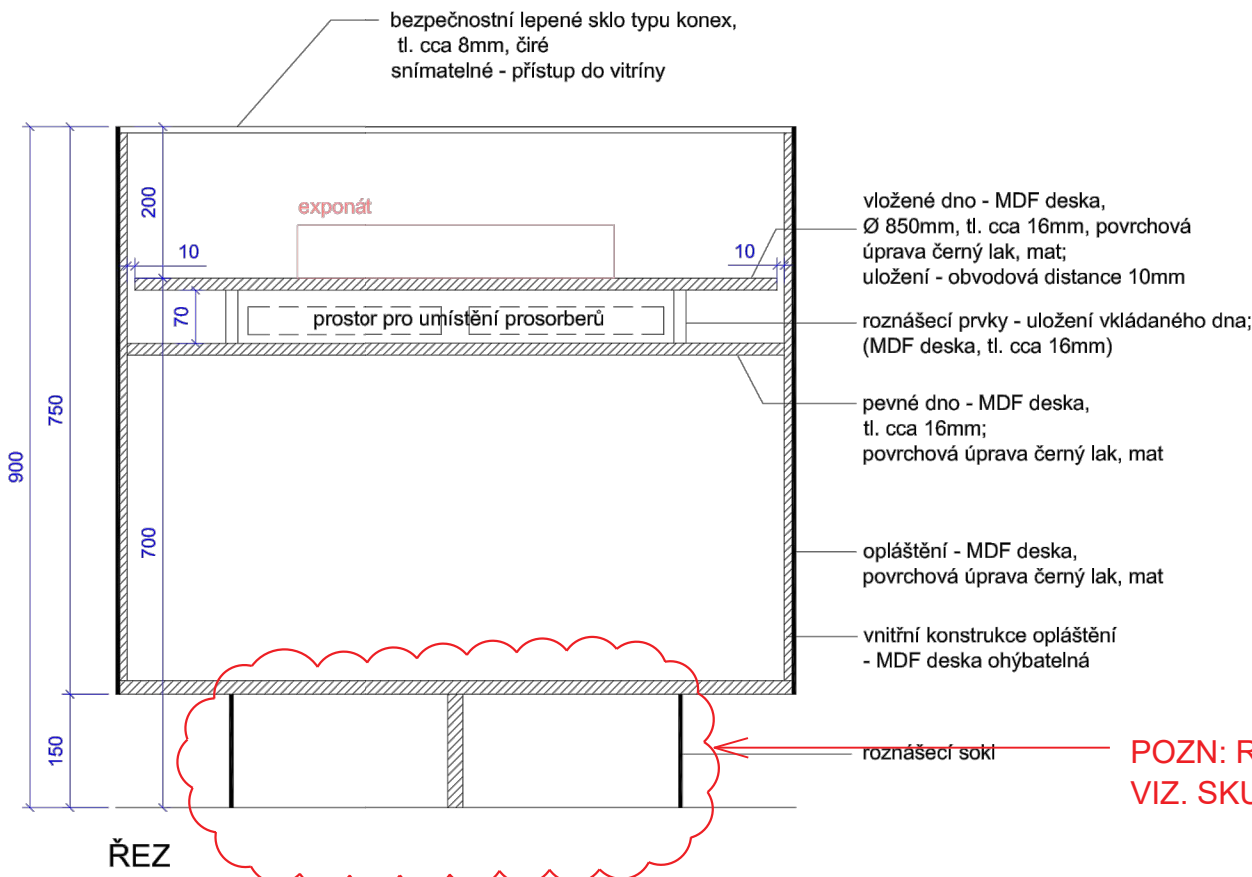 bezpečnostní lepené sklo typu konex,
tl. cca 8mm, čiré
snímatelné - přístup do vitríny
200
exponát
10
10
vložené dno - MDF deska,
Ø 850mm, tl. cca 16mm, povrchová
úprava černý lak, mat;
uložení - obvodová distance 10mm
70
prostor pro umístění prosorberů
roznášecí prvky - uložení vkládaného dna;
(MDF deska, tl. cca 16mm)
pevné dno - MDF deska,
tl. cca 16mm;
povrchová úprava černý lak, mat
900
750
700
opláštění - MDF deska,
povrchová úprava černý lak, mat
vnitřní konstrukce opláštění
- MDF deska ohýbatelná
150
roznášecí sokl
POZN: R
VIZ. SKU
ŘEZ